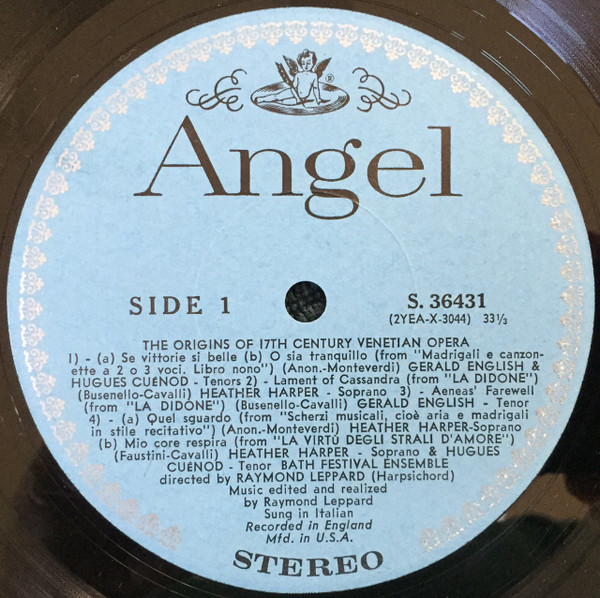 ®
Angel
SIDE 1
S. 36431
(2YEA-X-3044) 33⅓
THE ORIGINS OF 17TH CENTURY VENETIAN OPERA
1) - (a) Se vittorie si belle (b) O sia tranquillo (from "Madrigali e canzon-
ette a 2 o 3 voci. Libro nono") (Anon.-Monteverdi) GERALD ENGLISH &
HUGUES CUÉNOD - Tenors 2) - Lament of Cassandra (from "LA DIDONE")
(Busenello-Cavalli) HEATHER HARPER - Soprano 3) - Aeneas' Farewell
(from "LA DIDONE") (Busenello-Cavalli) GERALD ENGLISH - Tenor
4) - (a) Quel sguardo (from "Scherzi musicali, cioè aria e madrigali
in stile recitativo") (Anon.-Monteverdi) HEATHER HARPER-Soprano
(b) Mio core respira (from "LA VIRTÙ DEGLI STRALI D'AMORE")
(Faustini-Cavalli) HEATHER HARPER - Soprano & HUGUES
CUÉNOD - Tenor BATH FESTIVAL ENSEMBLE
directed by RAYMOND LEPPARD (Harpsichord)
Music edited and realized
by Raymond Leppard
Sung in Italian
Recorded in England
Mfd. in U.S.A.
STEREO